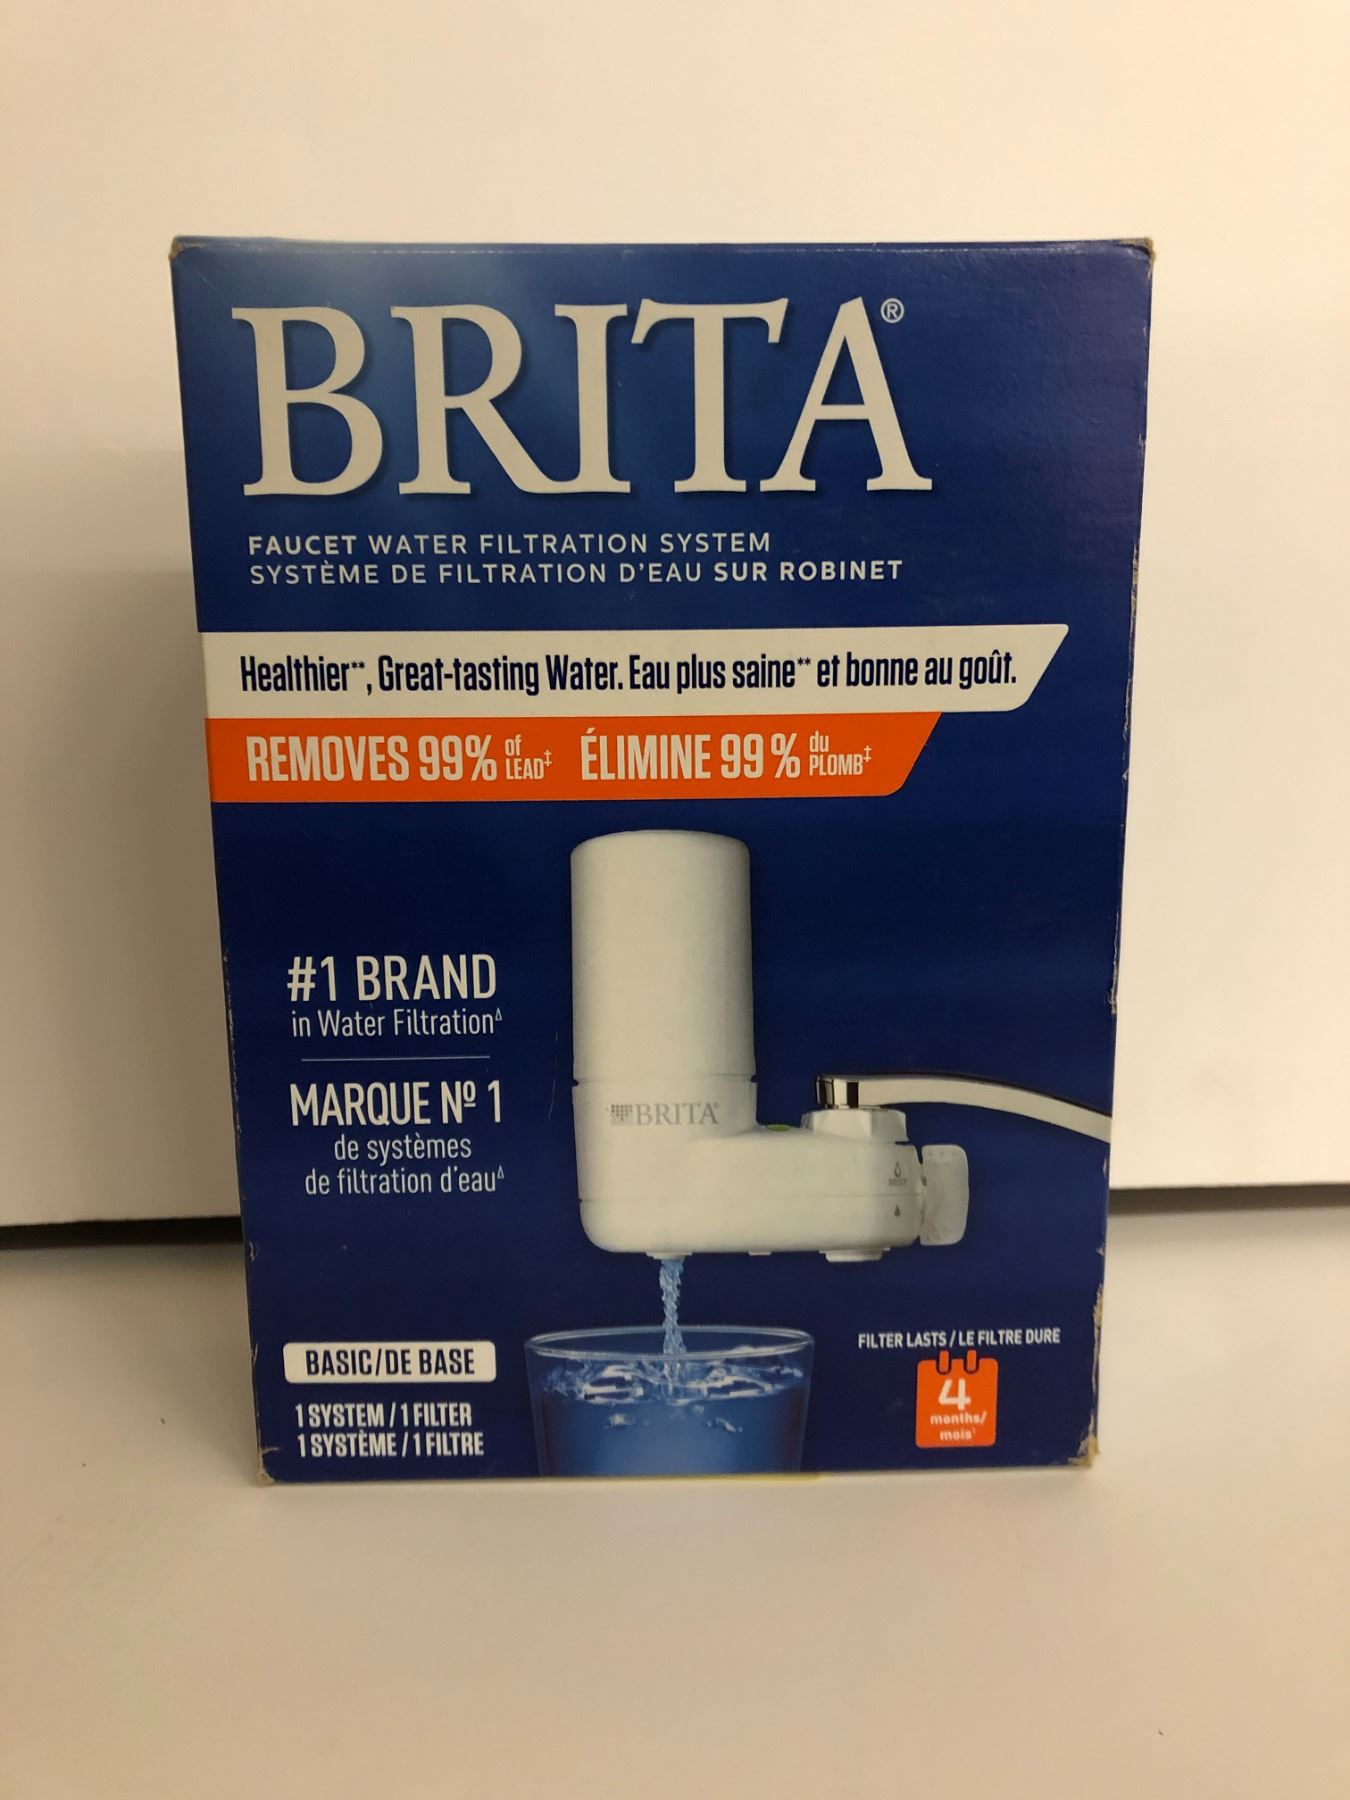 BRITA®
FAUCET WATER FILTRATION SYSTEM
SYSTÈME DE FILTRATION D'EAU SUR ROBINET
Healthier**, Great-tasting Water. Eau plus saine** et bonne au goût.
REMOVES 99% of LEAD‡ ÉLIMINE 99 % du PLOMB‡
#1 BRAND
in Water Filtration∆
MARQUE Nº 1
de systèmes
de filtration d'eau∆
BRITA®
BASIC/DE BASE
1 SYSTEM / 1 FILTER
1 SYSTÈME / 1 FILTRE
FILTER LASTS / LE FILTRE DURE
4
months/
mois